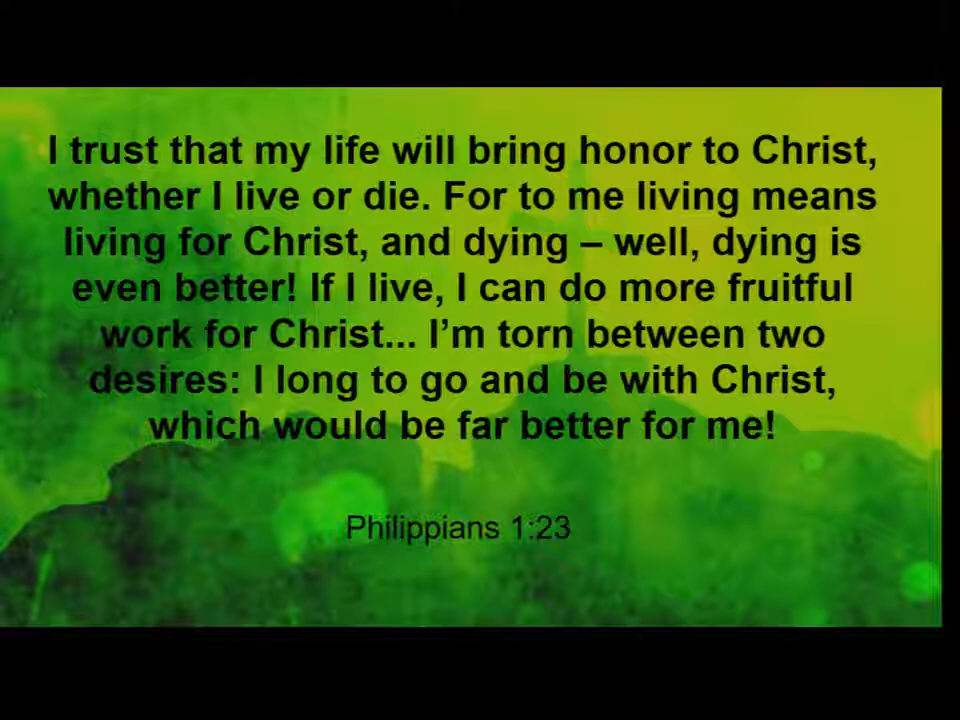 I trust that my life will bring honor to Christ,
whether I live or die. For to me living means
living for Christ, and dying – well, dying is
even better! If I live, I can do more fruitful
work for Christ... I’m torn between two
desires: I long to go and be with Christ,
which would be far better for me!
Philippians 1:23